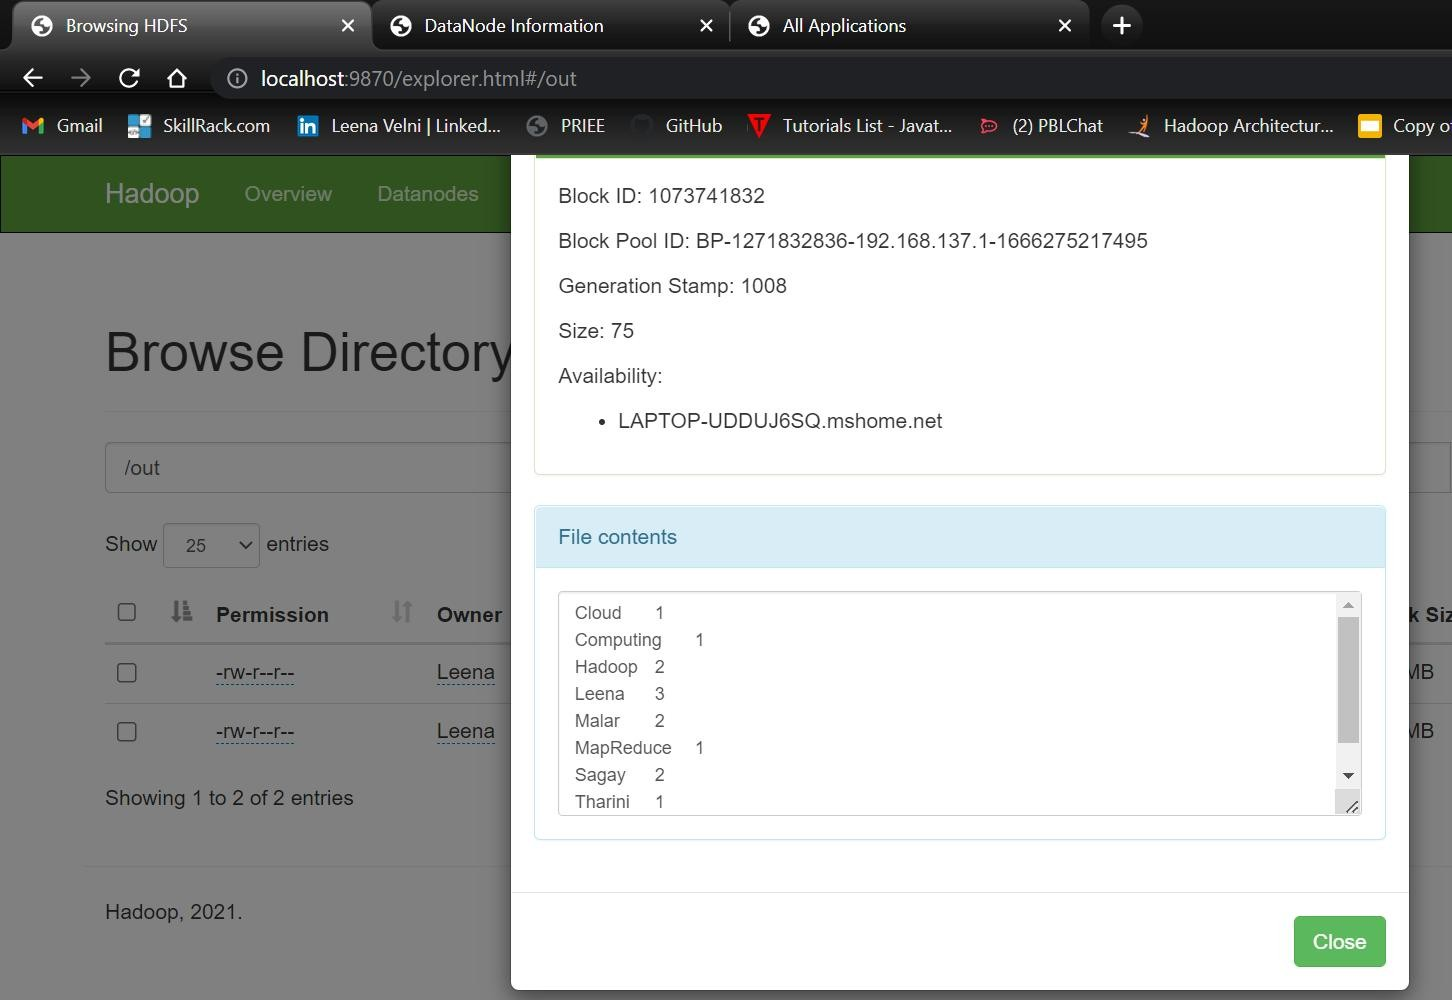 Browsing HDFS
DataNode Information
All Applications
localhost:9870/explorer.html#/out
Gmail
SkillRack.com
Leena Velni | Linked...
PRIEE
GitHub
Tutorials List - Javat...
(2) PBLChat
Hadoop Architectur...
Copy o
Hadoop
Overview
Datanodes
Block ID: 1073741832
Block Pool ID: BP-1271832836-192.168.137.1-1666275217495
Generation Stamp: 1008
Size: 75
Availability:
LAPTOP-UDDUJ6SQ.mshome.net
Browse Directory
/out
Show 25 entries
Permission
Owner
k Siz
-rw-r--r--
Leena
MB
-rw-r--r--
Leena
MB
Showing 1 to 2 of 2 entries
Hadoop, 2021.
File contents
Cloud 1
Computing 1
Hadoop 2
Leena 3
Malar 2
MapReduce 1
Sagay 2
Tharini 1
Close